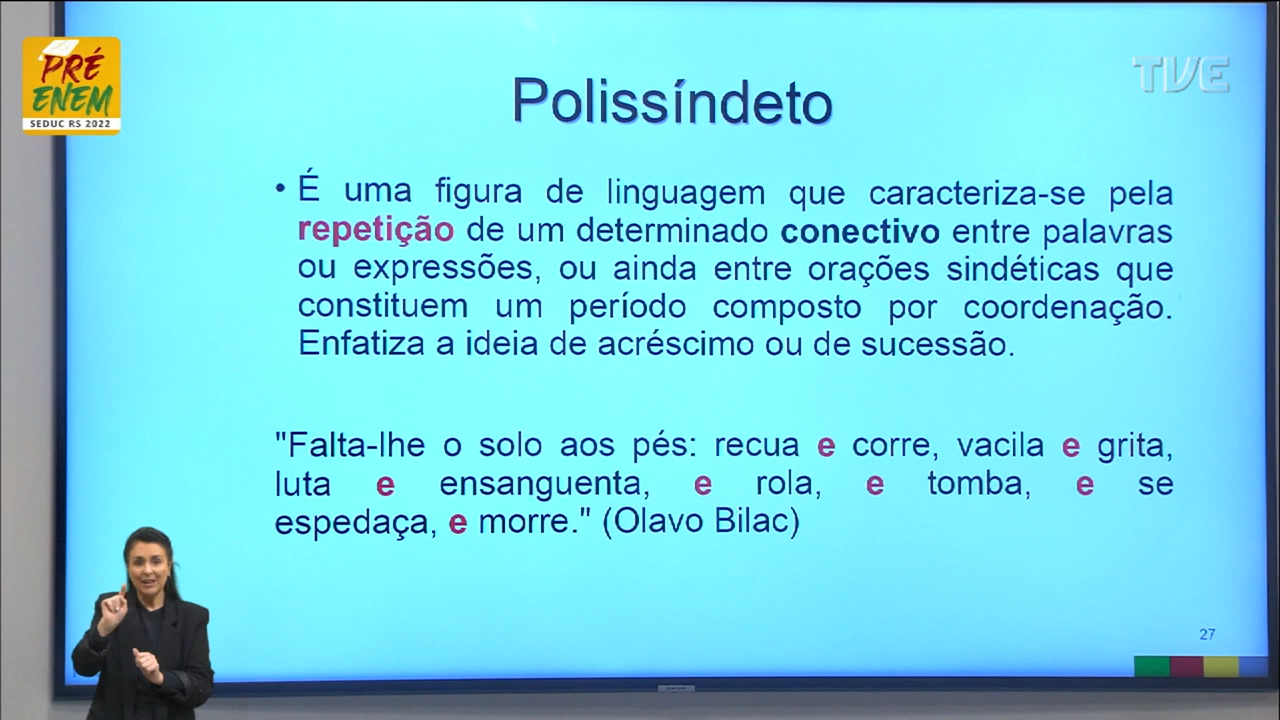 PRÉ
ENEM
SEDUC RS 2022
TVE
Polissíndeto
• É uma figura de linguagem que caracteriza-se pela
repetição de um determinado conectivo entre palavras
ou expressões, ou ainda entre orações sindéticas que
constituem um período composto por coordenação.
Enfatiza a ideia de acréscimo ou de sucessão.
"Falta-lhe o solo aos pés: recua e corre, vacila e grita,
luta e ensanguenta, e rola, e tomba, e se
espedaça, e morre." (Olavo Bilac)
27